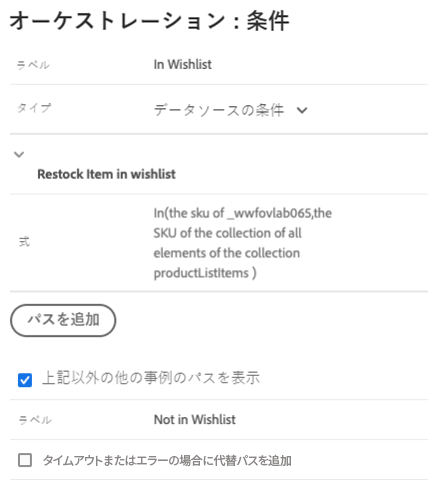 オーケストレーション : 条件
ラベル In Wishlist
タイプ データソースの条件
Restock Item in wishlist
式 In(the sku of _wwfovlab065,the
SKU of the collection of all
elements of the collection
productListItems )
パスを追加
上記以外の他の事例のパスを表示
ラベル Not in Wishlist
タイムアウトまたはエラーの場合に代替パスを追加